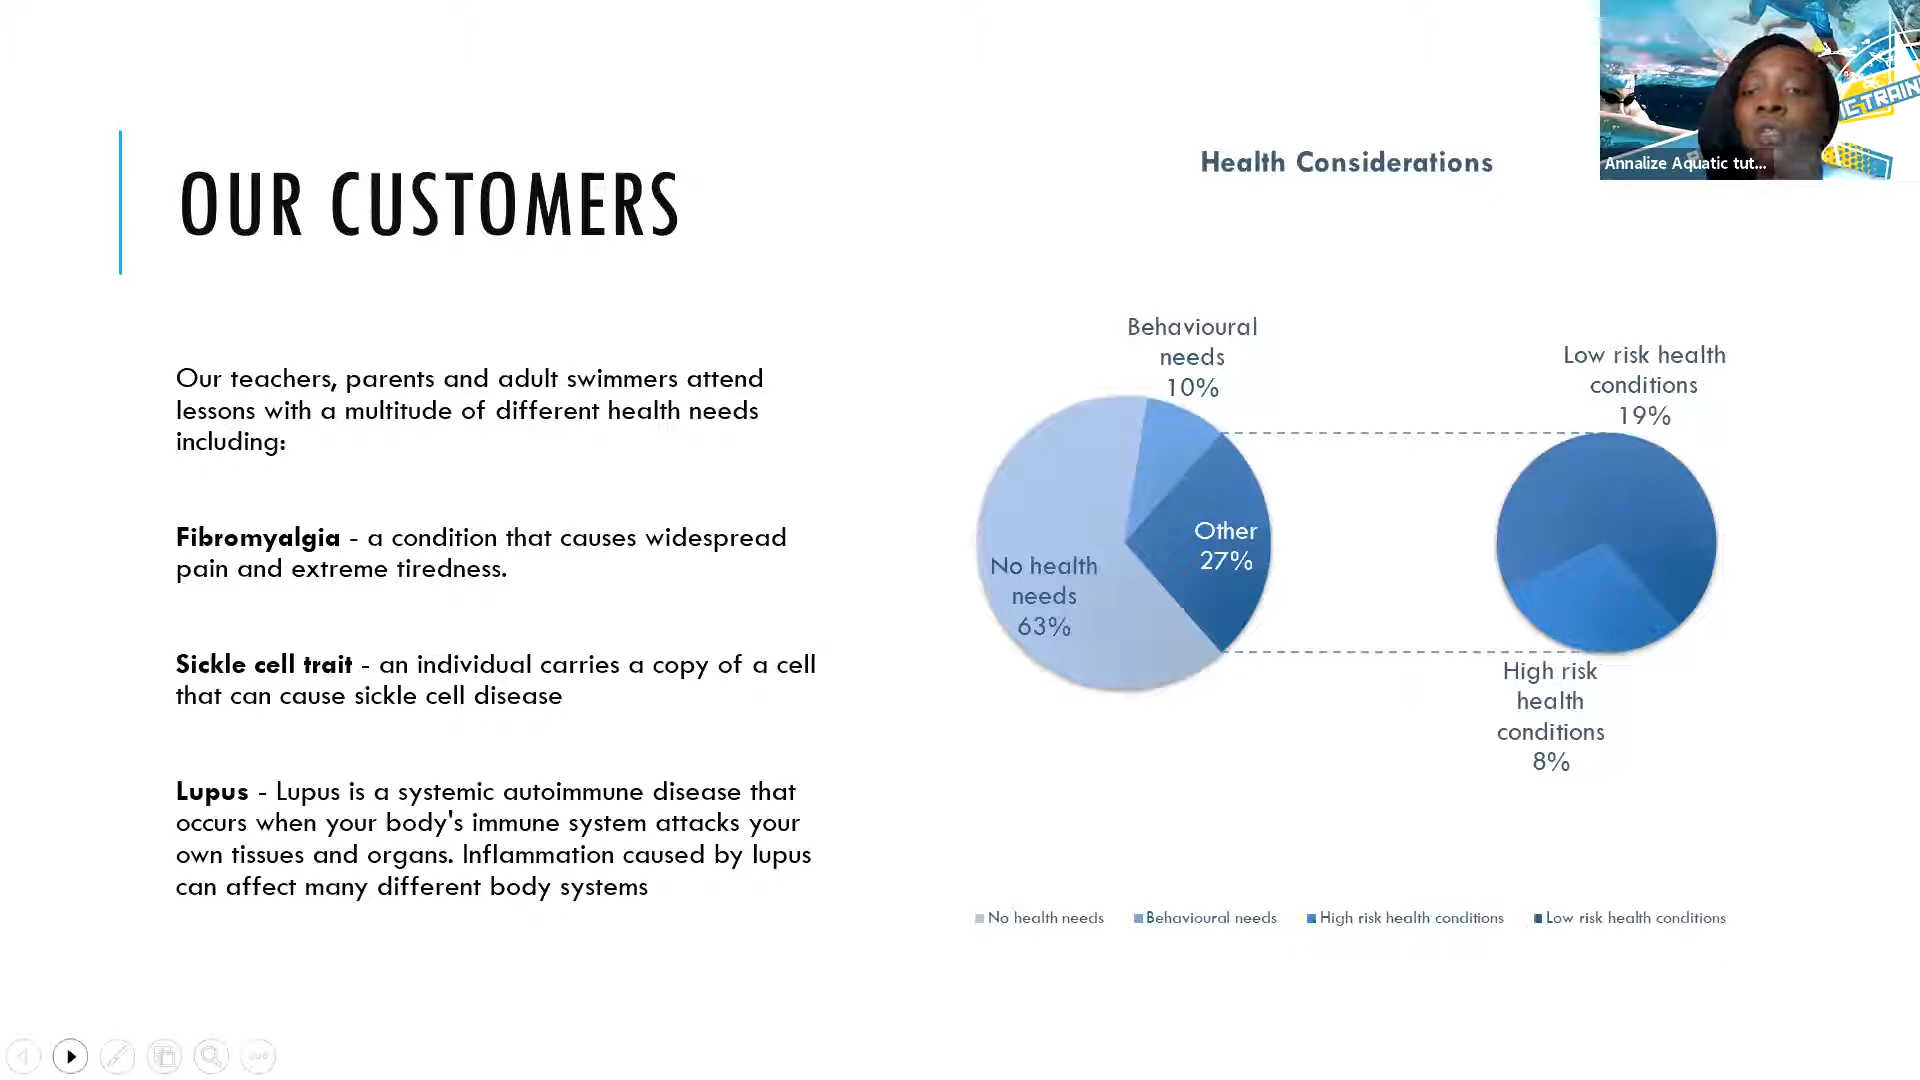 OUR CUSTOMERS
Our teachers, parents and adult swimmers attend
lessons with a multitude of different health needs
including:
Fibromyalgia - a condition that causes widespread
pain and extreme tiredness.
Sickle cell trait - an individual carries a copy of a cell
that can cause sickle cell disease
Lupus - Lupus is a systemic autoimmune disease that
occurs when your body's immune system attacks your
own tissues and organs. Inflammation caused by lupus
can affect many different body systems
Health Considerations
Behavioural
needs
10%
Other
27%
No health
needs
63%
Low risk health
conditions
19%
High risk
health
conditions
8%
No health needs
Behavioural needs
High risk health conditions
Low risk health conditions
IC TRAIN
Annalize Aquatic tut...